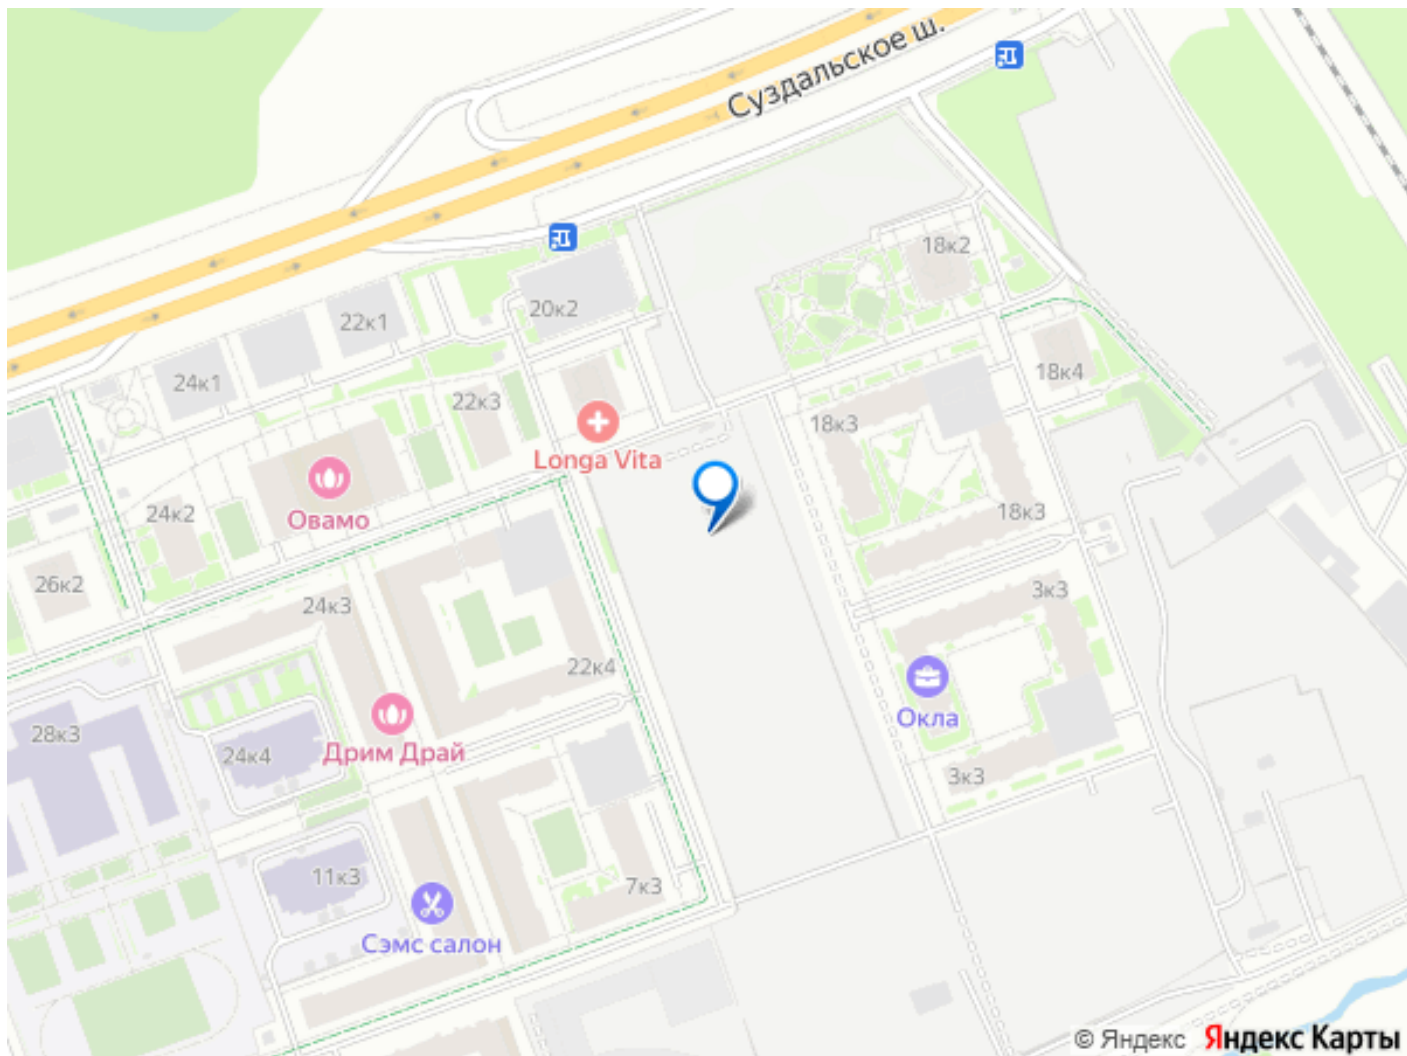 Суздальское ш.
18к2
20к2
22к1
18к4
24к1
22к3
18к3
Longa Vita
18к3
24к2
Овамо
26к2
3к3
24к3
22к4
Окла
28к3
24к4
Дрим Драй
3к3
11к3
7к3
Сэмс салон
© Яндекс Яндекс Карты